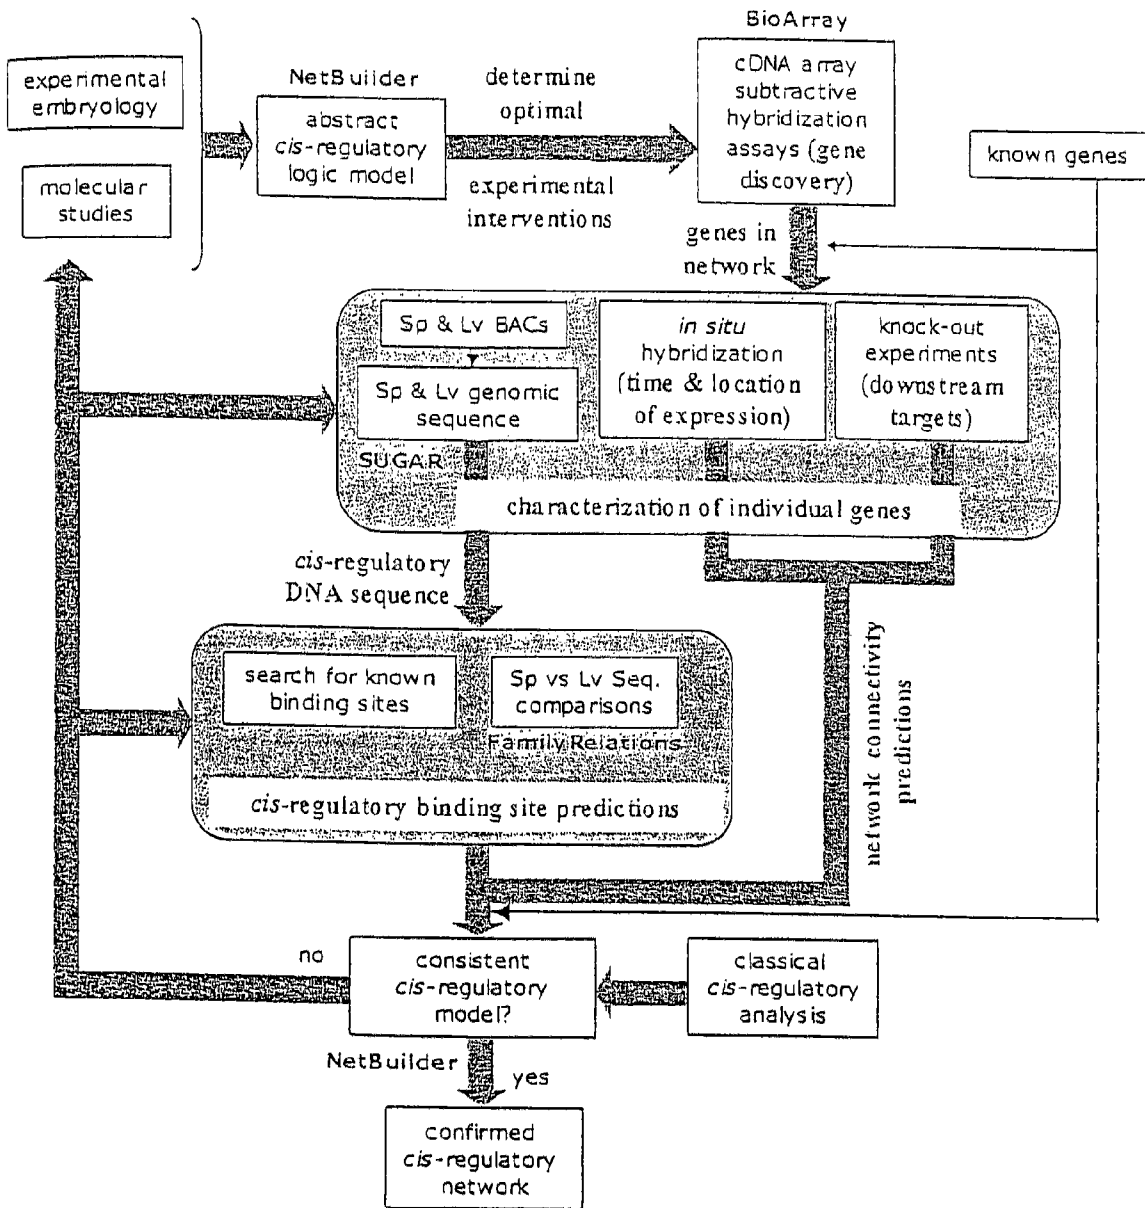 BioArray
experimental
embryology
molecular
studies
NetBuilder
abstract
cis-regulatory
logic model
determine
optimal
experimental
interventions
cDNA array
subtractive
hybridization
assays (gene
discovery)
known genes
genes in
network
Sp & Lv BACs
Sp & Lv genomic
sequence
SUGAR
in situ
hybridization
(time & location
of expression)
knock-out
experiments
(downstream
targets)
characterization of individual genes
cis-regulatory
DNA sequence
search for known
binding sites
Sp vs Lv Seq.
comparisons
Family Relations
cis-regulatory binding site predictions
network connectivity
predictions
no
consistent
cis-regulatory
model?
classical
cis-regulatory
analysis
NetBuilder
yes
confirmed
cis-regulatory
network